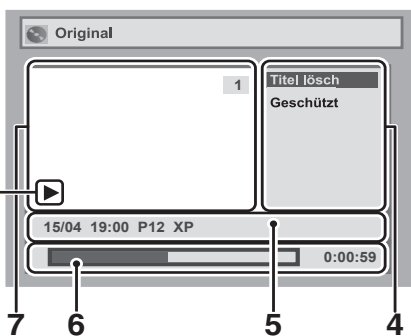 Original
1
Titel lösch
Geschützt
15/04 19:00 P12 XP
0:00:59
7 6 5 4